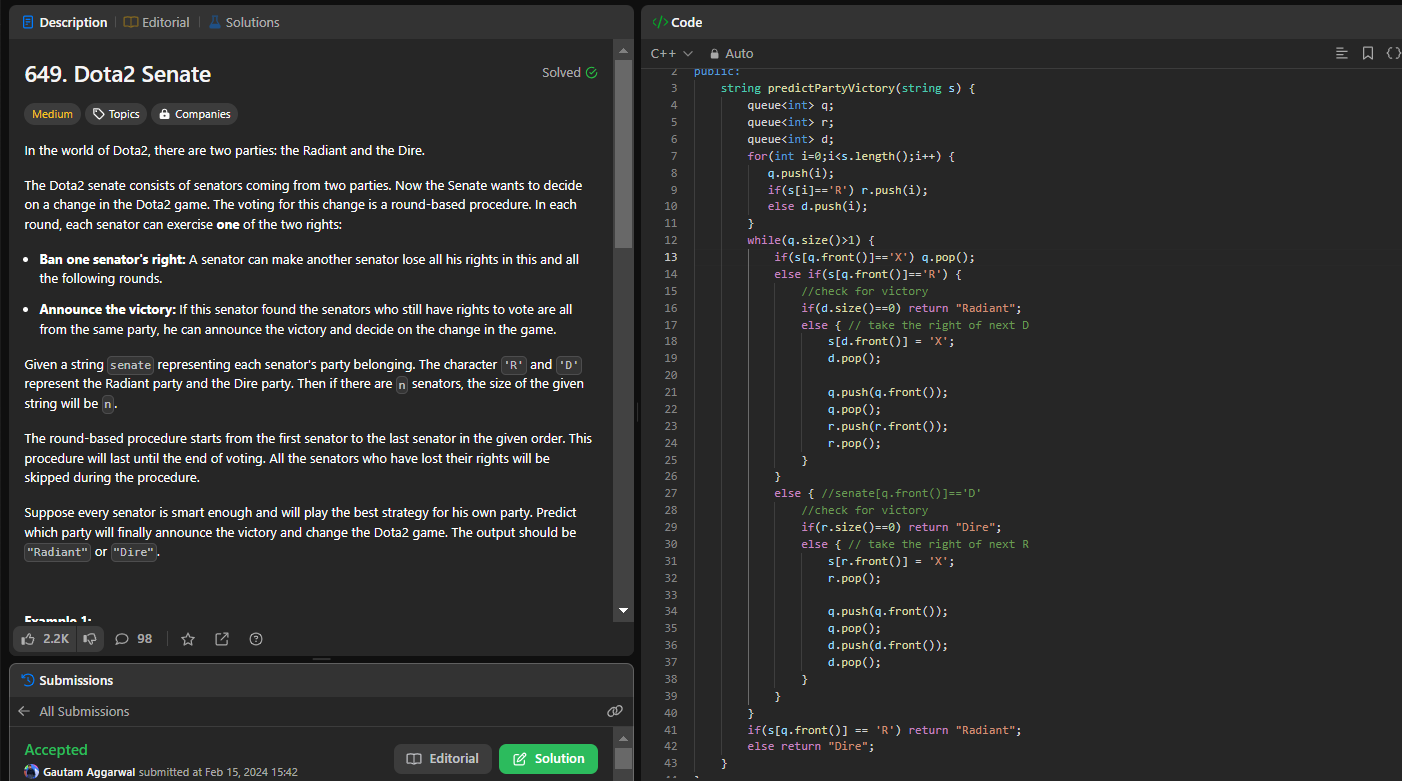 Description
Editorial
Solutions
649. Dota2 Senate
Solved
Medium
Topics
Companies
In the world of Dota2, there are two parties: the Radiant and the Dire.
The Dota2 senate consists of senators coming from two parties. Now the Senate wants to decide
on a change in the Dota2 game. The voting for this change is a round-based procedure. In each
round, each senator can exercise one of the two rights:
• Ban one senator's right: A senator can make another senator lose all his rights in this and all
the following rounds.
• Announce the victory: If this senator found the senators who still have rights to vote are all
from the same party, he can announce the victory and decide on the change in the game.
Given a string senate representing each senator's party belonging. The character 'R' and 'D'
represent the Radiant party and the Dire party. Then if there are n senators, the size of the given
string will be n.
The round-based procedure starts from the first senator to the last senator in the given order. This
procedure will last until the end of voting. All the senators who have lost their rights will be
skipped during the procedure.
Suppose every senator is smart enough and will play the best strategy for his own party. Predict
which party will finally announce the victory and change the Dota2 game. The output should be
"Radiant" or "Dire".
Example 1:
2.2K
98
Submissions
All Submissions
Accepted
Gautam Aggarwal submitted at Feb 15, 2024 15:42
Editorial
Solution
</> Code
C++
Auto
2 public:
3 string predictPartyVictory(string s) {
4 queue<int> q;
5 queue<int> r;
6 queue<int> d;
7 for(int i=0;i<s.length();i++) {
8 q.push(i);
9 if(s[i]=='R') r.push(i);
10 else d.push(i);
11 }
12 while(q.size()>1) {
13 if(s[q.front()]=='X') q.pop();
14 else if(s[q.front()]=='R') {
15 //check for victory
16 if(d.size()==0) return "Radiant";
17 else { // take the right of next D
18 s[d.front()] = 'X';
19 d.pop();
20
21 q.push(q.front());
22 q.pop();
23 r.push(r.front());
24 r.pop();
25 }
26 }
27 else { //senate[q.front()]=='D'
28 //check for victory
29 if(r.size()==0) return "Dire";
30 else { // take the right of next R
31 s[r.front()] = 'X';
32 r.pop();
33
34 q.push(q.front());
35 q.pop();
36 d.push(d.front());
37 d.pop();
38 }
39 }
40 }
41 if(s[q.front()] == 'R') return "Radiant";
42 else return "Dire";
43 }